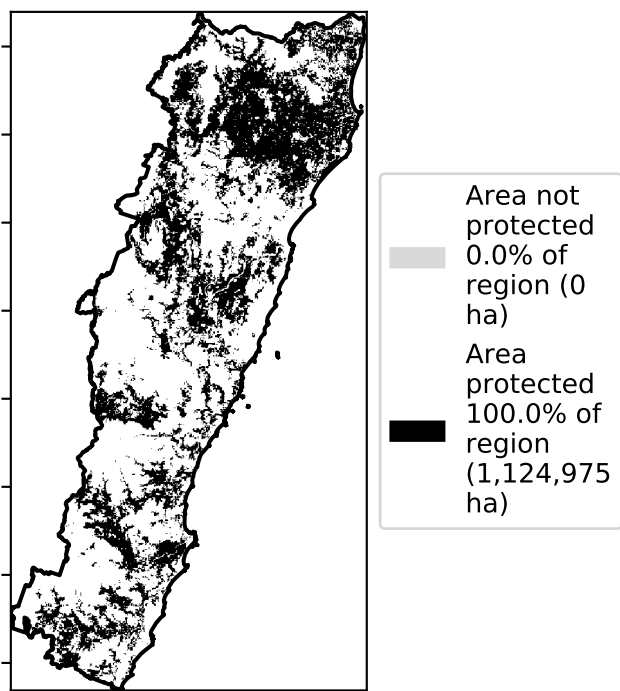 Area not
protected
0.0% of
region (0
ha)
Area
protected
100.0% of
region
(1,124,975
ha)